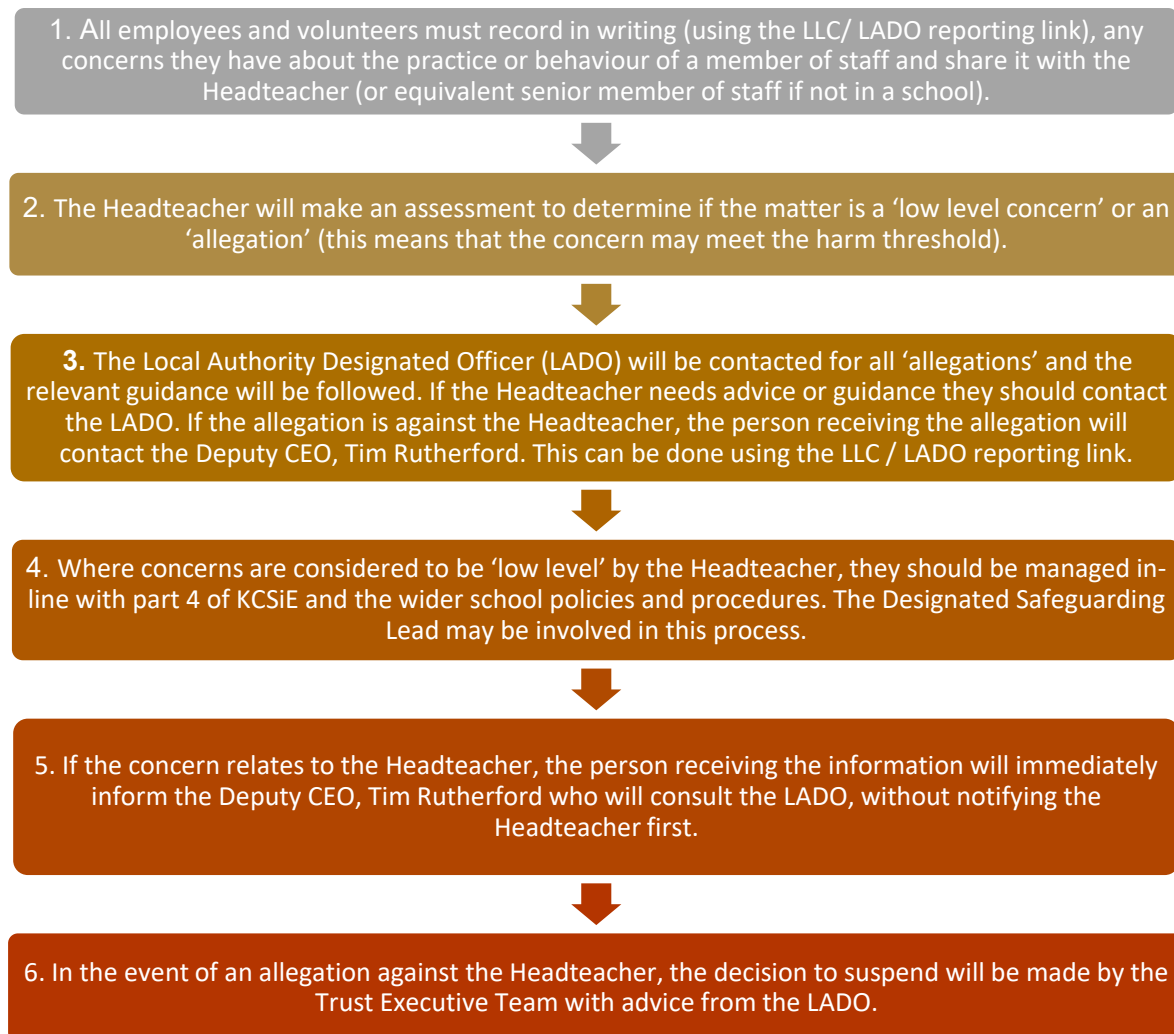 1. All employees and volunteers must record in writing (using the LLC/ LADO reporting link), any
concerns they have about the practice or behaviour of a member of staff and share it with the
Headteacher (or equivalent senior member of staff if not in a school).
2. The Headteacher will make an assessment to determine if the matter is a ‘low level concern’ or an
‘allegation’ (this means that the concern may meet the harm threshold).
3. The Local Authority Designated Officer (LADO) will be contacted for all ‘allegations’ and the
relevant guidance will be followed. If the Headteacher needs advice or guidance they should contact
the LADO. If the allegation is against the Headteacher, the person receiving the allegation will
contact the Deputy CEO, Tim Rutherford. This can be done using the LLC / LADO reporting link.
4. Where concerns are considered to be ‘low level’ by the Headteacher, they should be managed in-
line with part 4 of KCSiE and the wider school policies and procedures. The Designated Safeguarding
Lead may be involved in this process.
5. If the concern relates to the Headteacher, the person receiving the information will immediately
inform the Deputy CEO, Tim Rutherford who will consult the LADO, without notifying the
Headteacher first.
6. In the event of an allegation against the Headteacher, the decision to suspend will be made by the
Trust Executive Team with advice from the LADO.